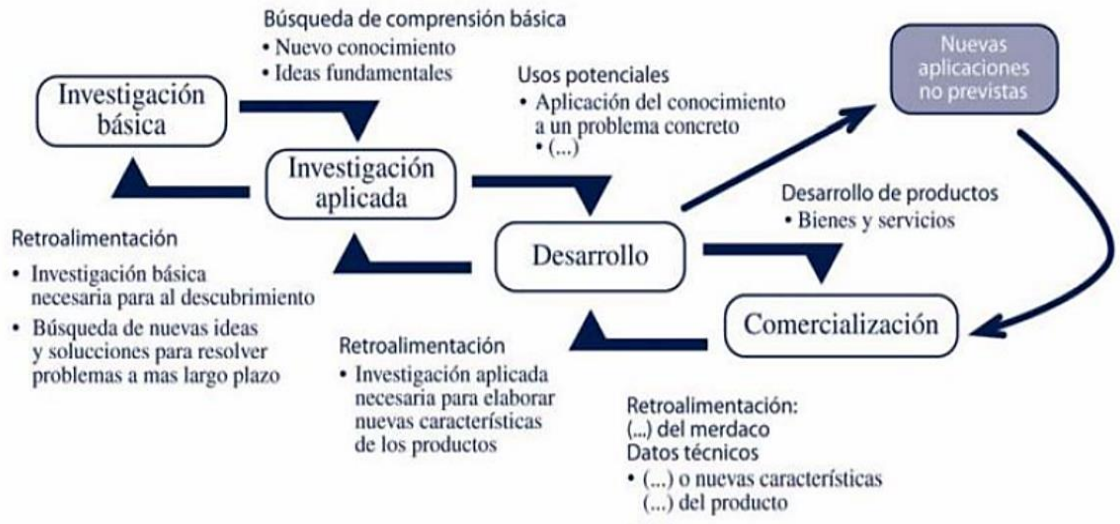 Búsqueda de comprensión básica
• Nuevo conocimiento
• Ideas fundamentales
Nuevas
aplicaciones
no previstas
Investigación
básica
Usos potenciales
• Aplicación del conocimiento
a un problema concreto
• (...)
Investigación
aplicada
Desarrollo de productos
• Bienes y servicios
Retroalimentación
• Investigación básica
necesaria para al descubrimiento
• Búsqueda de nuevas ideas
y soluciones para resolver
problemas a mas largo plazo
Desarrollo
Comercialización
Retroalimentación
• Investigación aplicada
necesaria para elaborar
nuevas características
de los productos
Retroalimentación:
(...) del merdaco
Datos técnicos
• (...) o nuevas características
(...) del producto